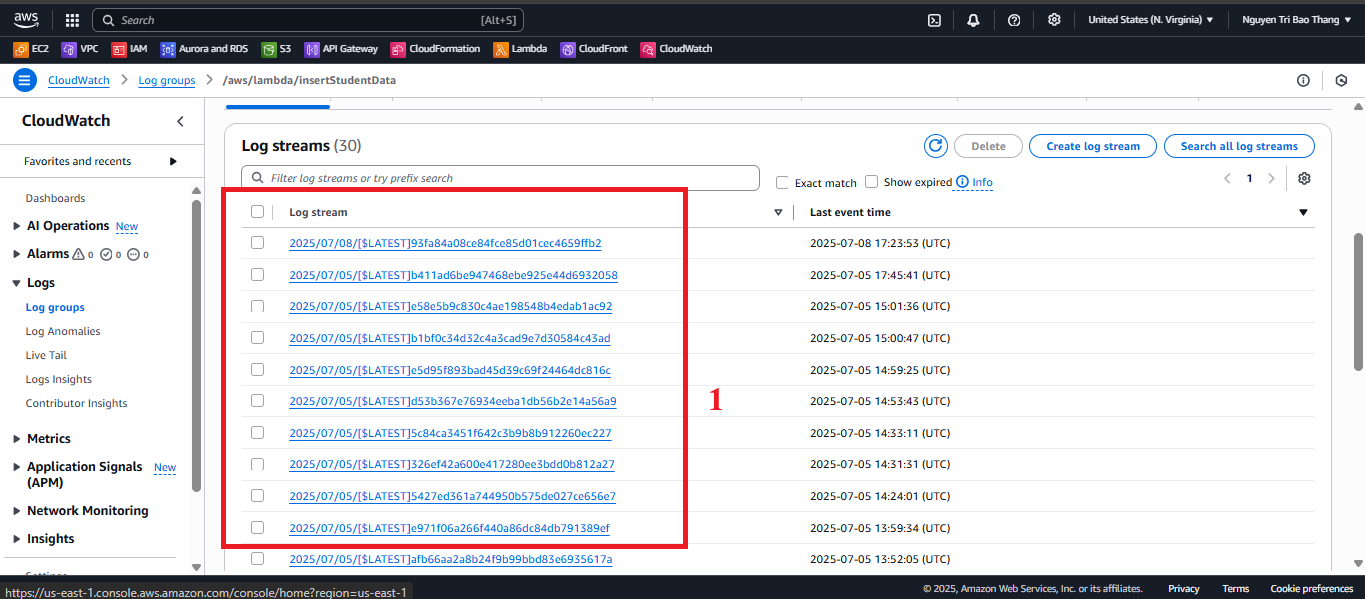 aws Search [Alt+S] United States (N. Virginia) ▼ Nguyen Tri Bao Thang ▼
EC2 VPC IAM Aurora and RDS S3 API Gateway CloudFormation Lambda CloudFront CloudWatch
CloudWatch > Log groups > /aws/lambda/insertStudentData
CloudWatch
Favorites and recents
Dashboards
AI Operations New
Alarms 0 0 0
Logs
Log groups
Log Anomalies
Live Tail
Logs Insights
Contributor Insights
Metrics
Application Signals New
(APM)
Network Monitoring
Insights
Settings
Log streams (30) Delete Create log stream Search all log streams
Filter log streams or try prefix search Exact match Show expired Info 1
Log stream Last event time
2025/07/08/[$LATEST]93fa84a08ce84fce85d01cec4659ffb2 2025-07-08 17:23:53 (UTC)
2025/07/05/[$LATEST]b411ad6be947468ebe925e44d6932058 2025-07-05 17:45:41 (UTC)
2025/07/05/[$LATEST]e58e5b9c830c4ae198548b4edab1ac92 2025-07-05 15:01:36 (UTC)
2025/07/05/[$LATEST]b1bf0c34d32c4a3cad9e7d30584c43ad 2025-07-05 15:00:47 (UTC)
2025/07/05/[$LATEST]e5d95f893bad45d39c69f24464dc816c 2025-07-05 14:59:25 (UTC)
2025/07/05/[$LATEST]d53b367e76934eeba1db56b2e14a56a9 2025-07-05 14:53:43 (UTC)
1
2025/07/05/[$LATEST]5c84ca3451f642c3b9b8b912260ec227 2025-07-05 14:33:11 (UTC)
2025/07/05/[$LATEST]326ef42a600e417280ee3bdd0b812a27 2025-07-05 14:31:31 (UTC)
2025/07/05/[$LATEST]5427ed361a744950b575de027ce656e7 2025-07-05 14:24:01 (UTC)
2025/07/05/[$LATEST]e971f06a266f440a86dc84db791389ef 2025-07-05 13:59:34 (UTC)
2025/07/05/[$LATEST]afb66aa2a8b24f9b99bbd83e6935617a 2025-07-05 13:52:05 (UTC)
https://us-east-1.console.aws.amazon.com/console/home?region=us-east-1 © 2025, Amazon Web Services, Inc. or its affiliates. Privacy Terms Cookie preferences